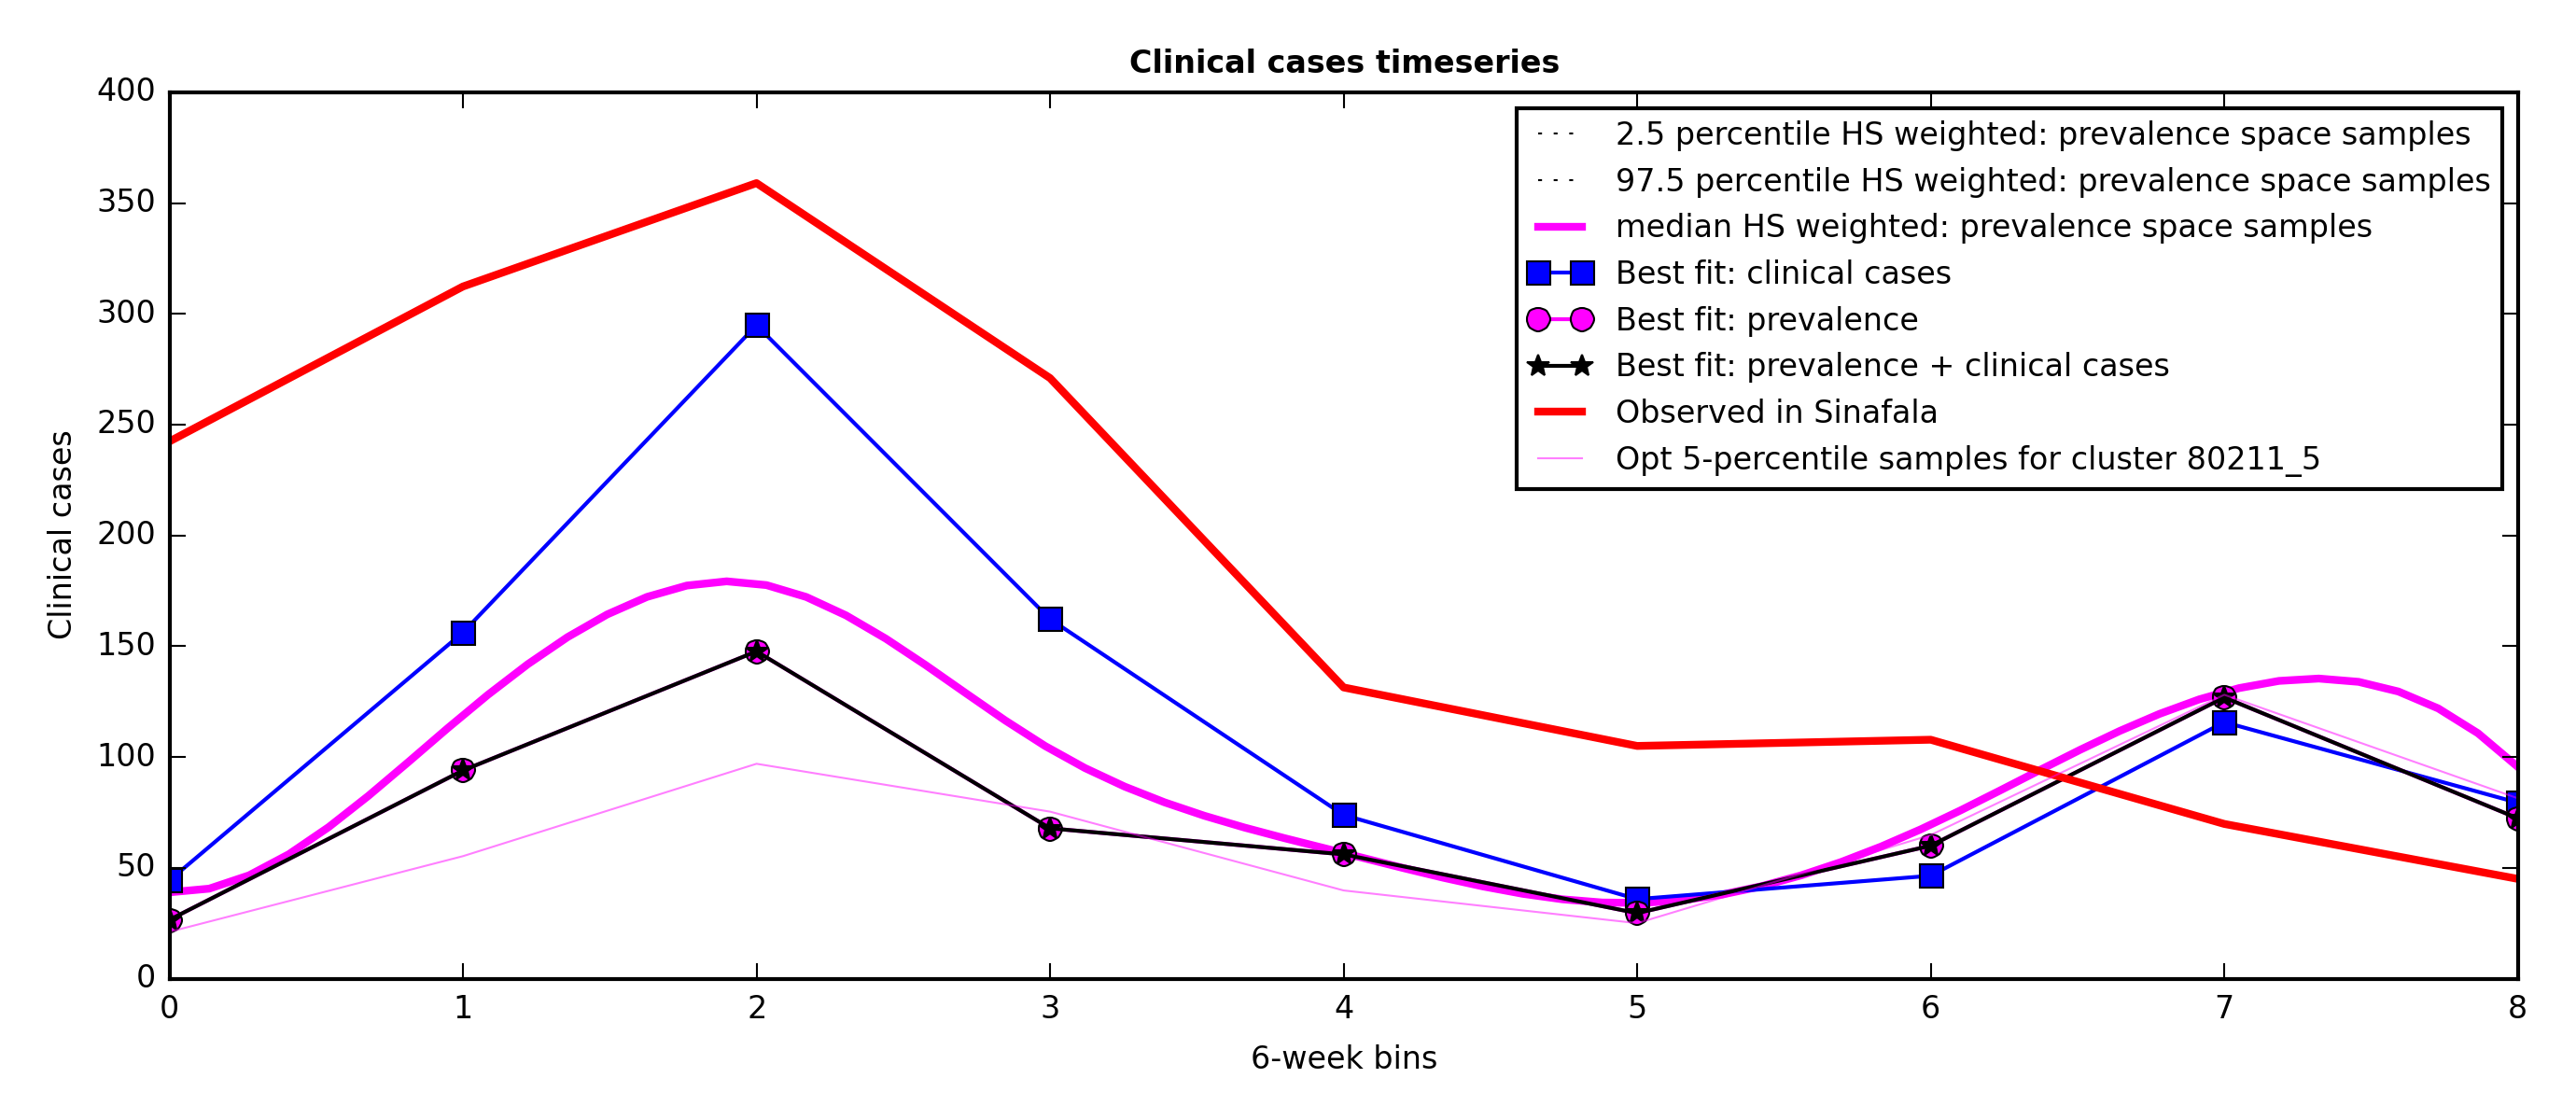 Clinical cases timeseries
400
350
300
250
200
150
100
50
0
Clinical cases
2.5 percentile HS weighted: prevalence space samples
97.5 percentile HS weighted: prevalence space samples
median HS weighted: prevalence space samples
Best fit: clinical cases
Best fit: prevalence
Best fit: prevalence + clinical cases
Observed in Sinafala
Opt 5-percentile samples for cluster 80211_5
0 1 2 3 4 5 6 7 8
6-week bins